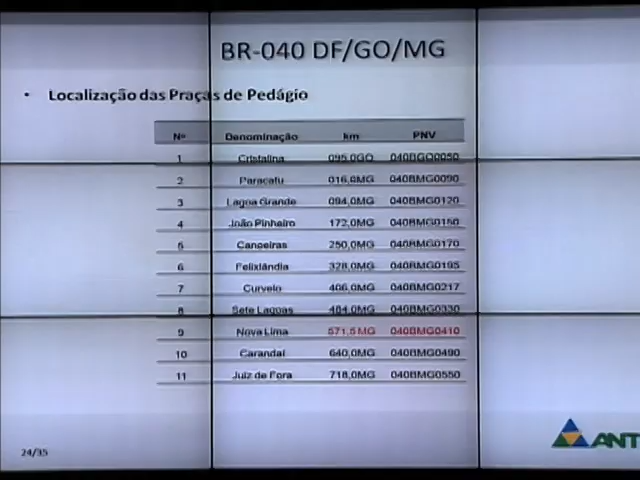 BR-040 DF/GO/MG
• Localização das Praças de Pedágio
Nº Denominação km PNV
1 Cristalina 095,0GO 040BGO0050
2 Paracatu 016,0MG 040BMG0090
3 Lagoa Grande 094,0MG 040BMG0120
4 João Pinheiro 172,0MG 040BMG0150
5 Canoeiras 250,0MG 040BMG0170
6 Felixlândia 328,0MG 040BMG0195
7 Curvelo 406,0MG 040BMG0217
8 Sete Lagoas 484,0MG 040BMG0330
9 Nova Lima 571,5MG 040BMG0410
10 Carandaí 640,0MG 040BMG0490
11 Juiz de Fora 718,0MG 040BMG0550
24/35
ANT